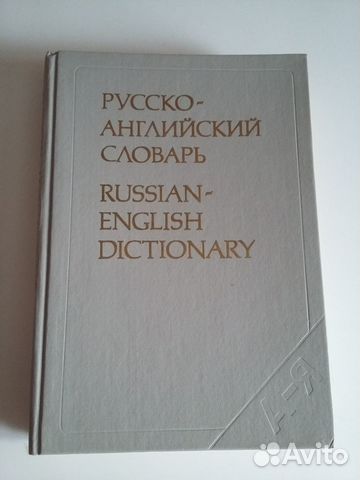 РУССКО-
АНГЛИЙСКИЙ
СЛОВАРЬ
RUSSIAN-
ENGLISH
DICTIONARY
А-Я
Avito